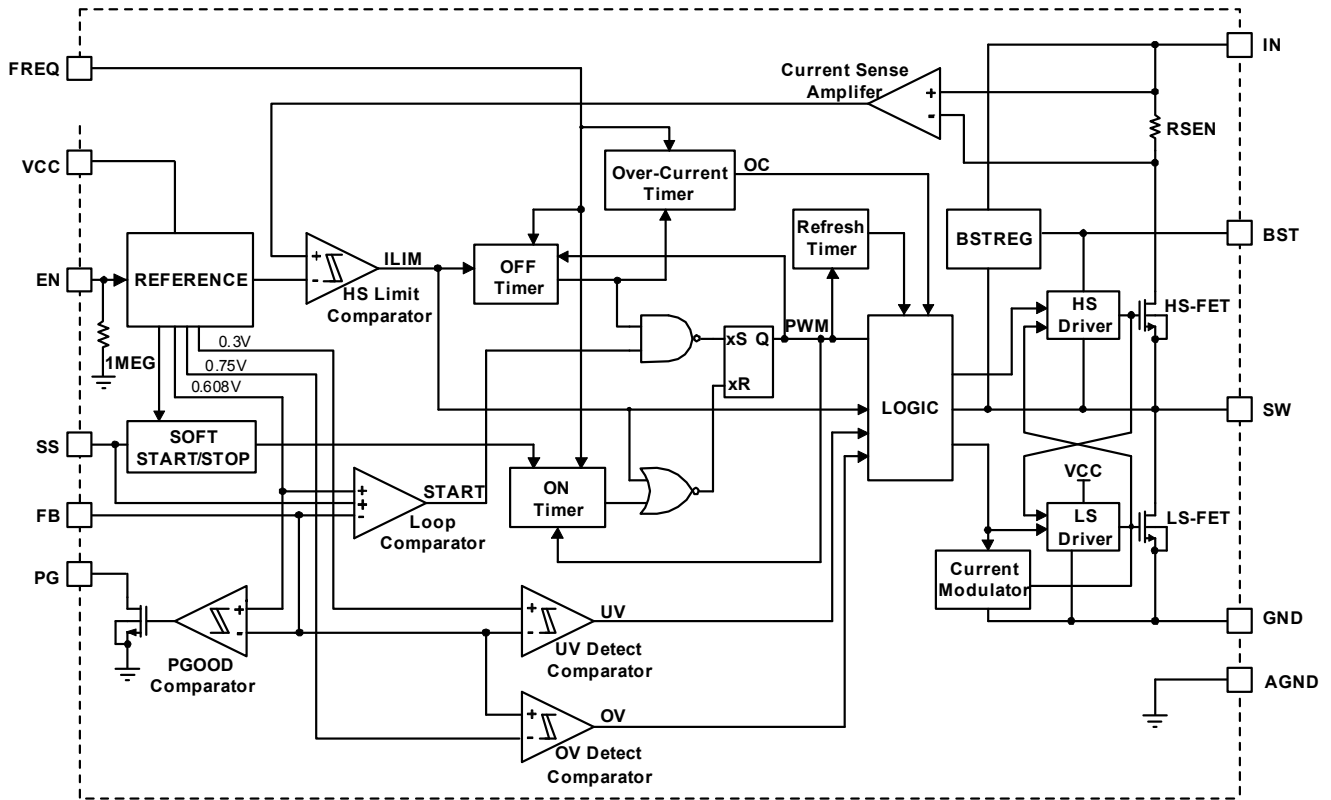 IN
FREQ
Current Sense
Amplifer
+
-
RSEN
VCC
Over-Current
Timer
OC
Refresh
Timer
BSTREG
BST
EN
REFERENCE
+
-
ILIM
HS Limit
Comparator
OFF
Timer
HS
Driver
HS-FET
1MEG
0.3V
0.75V
0.608V
PWM
xS Q
xR
LOGIC
SW
SS
SOFT
START/STOP
+
+
-
START
Loop
Comparator
ON
Timer
VCC
LS
Driver
LS-FET
FB
PG
Current
Modulator
+
-
PGOOD
Comparator
+
-
UV
UV Detect
Comparator
GND
AGND
+
-
OV
OV Detect
Comparator